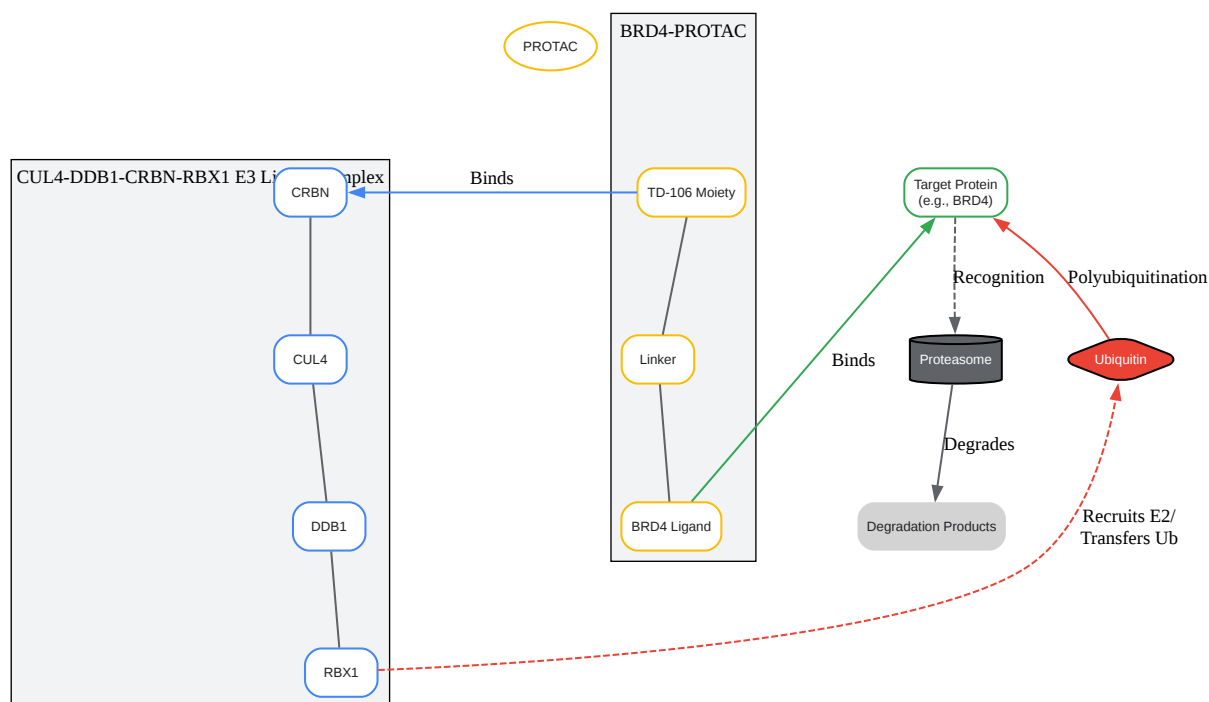 PROTAC
BRD4-PROTAC
CUL4-DDB1-CRBN-RBX1 E3 Li mplex
CRBN
Binds
TD-106 Moiety
Target Protein
(e.g., BRD4)
Recognition
Polyubiquitination
CUL4
Linker
Binds
Proteasome
Ubiquitin
Degrades
DDB1
BRD4 Ligand
Degradation Products
Recruits E2/
Transfers Ub
RBX1